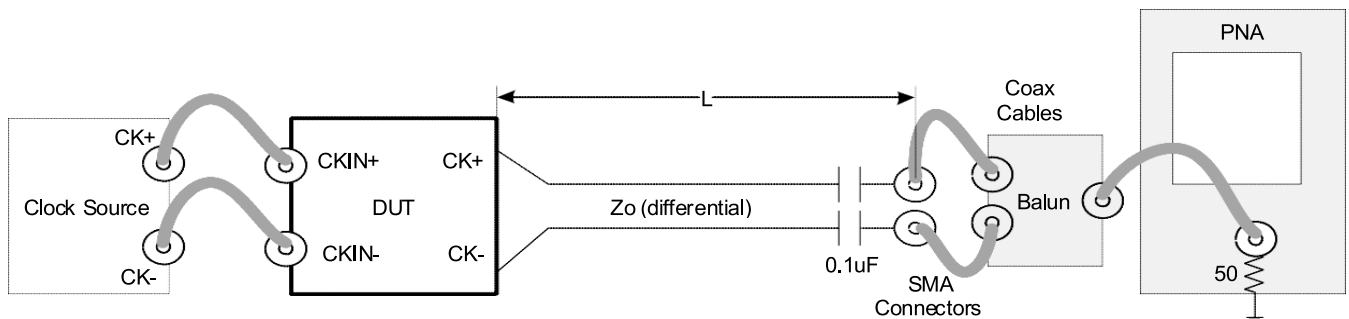 PNA
L
Coax
Cables
CK+
CKIN+
CK+
Clock Source
DUT
Zo (differential)
Balun
CK-
CKIN-
CK-
0.1uF
SMA
Connectors
50